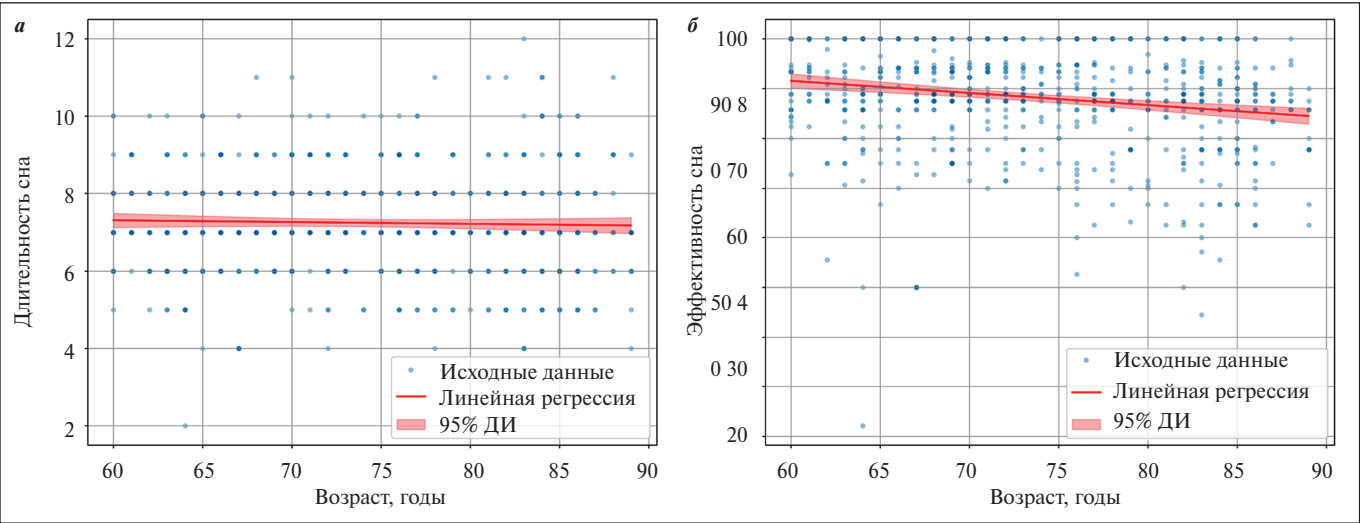 а
Длительность сна
12
10
8
6
4
2
60 65 70 75 80 85 90
Возраст, годы
Исходные данные
Линейная регрессия
95% ДИ
б
Эффективность сна
100
90 8
0 70
60
50 4
0 30
20
60 65 70 75 80 85 90
Возраст, годы
Исходные данные
Линейная регрессия
95% ДИ